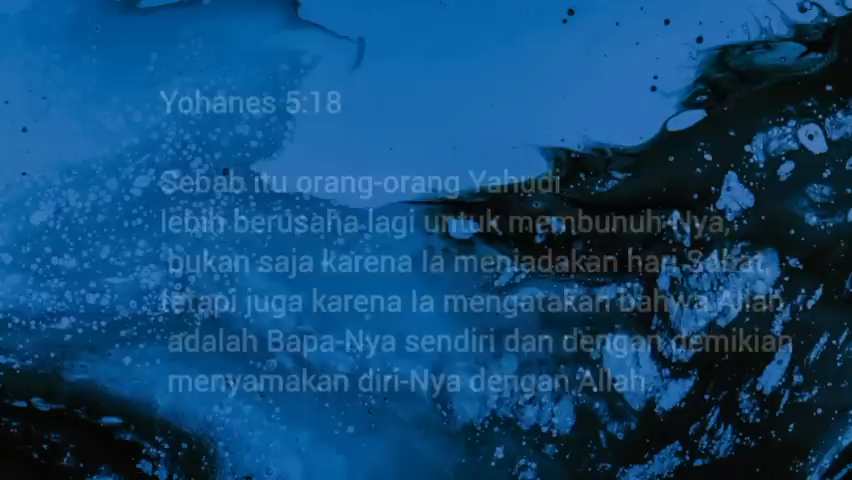 Yohanes 5:18
Sebab itu orang-orang Yahudi
lebih berusaha lagi untuk membunuh-Nya,
bukan saja karena Ia meniadakan hari Sabat,
tetapi juga karena Ia mengatakan bahwa Allah
adalah Bapa-Nya sendiri dan dengan demikian
menyamakan diri-Nya dengan Allah.